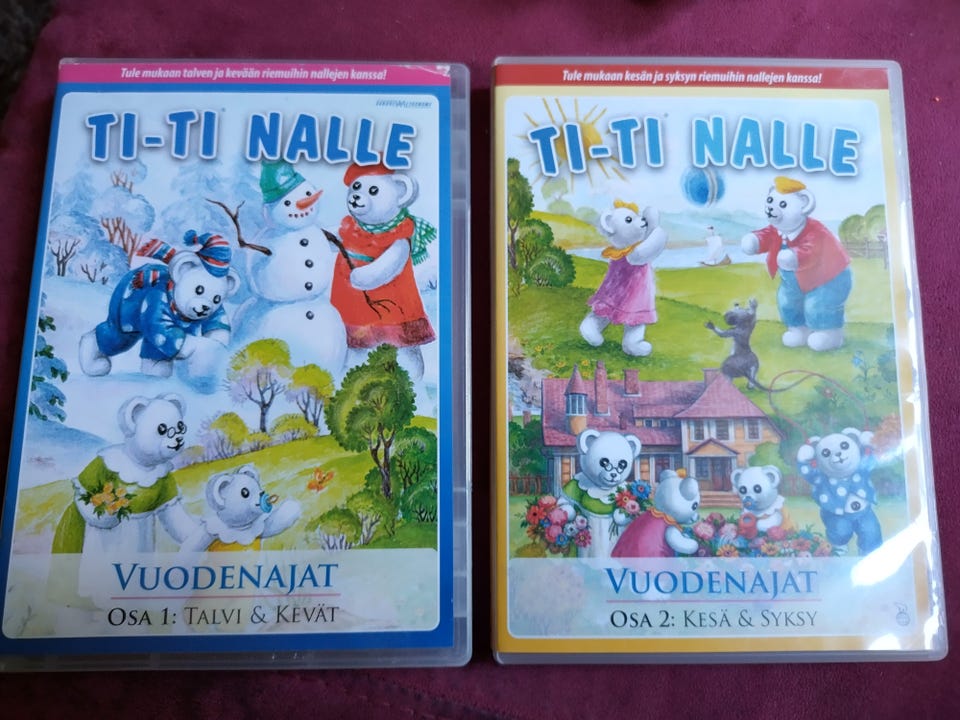 Tule mukaan talven ja kevään riemuihin nallejen kanssa!
TI-TI NALLE
VUODENAJAT
OSA 1: TALVI & KEVÄT
Tule mukaan kesän ja syksyn riemuihin nallejen kanssa!
TI-TI NALLE
VUODENAJAT
OSA 2: KESÄ & SYKSY